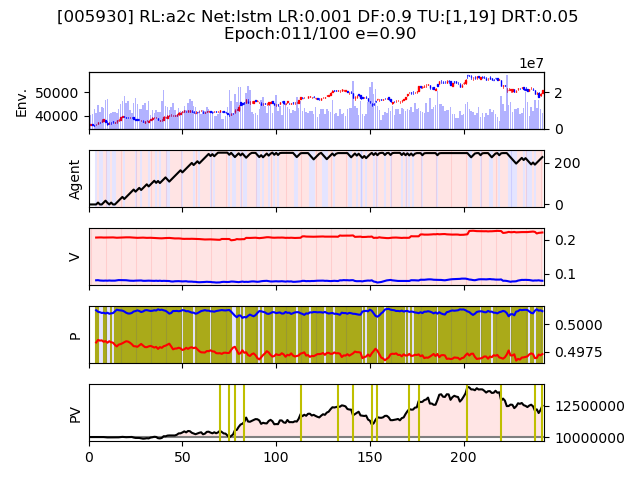 [005930] RL:a2c Net:lstm LR:0.001 DF:0.9 TU:[1,19] DRT:0.05
Epoch:011/100 e=0.90
1e7
Env.
50000
40000
2
0
Agent
200
0
V
0.2
0.1
P
0.5000
0.4975
PV
12500000
10000000
0
50
100
150
200